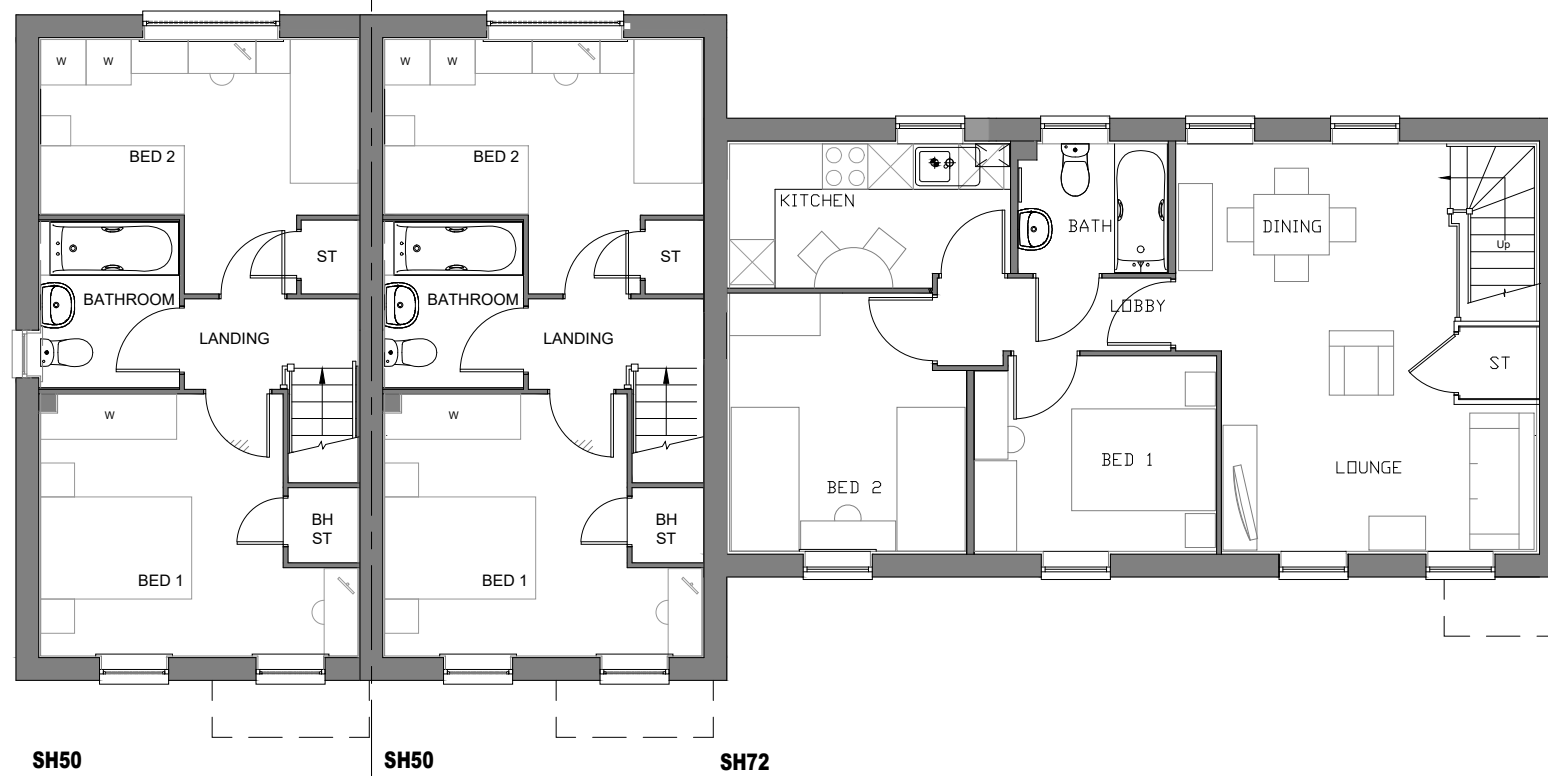 W W
BED 2
ST
BATHROOM
LANDING
W
BH
ST
BED 1
SH50
W W
BED 2
ST
BATHROOM
LANDING
W
BH
ST
BED 1
SH50
KITCHEN
BATH
DINING
Up
LOBBY
ST
BED 2
BED 1
LOUNGE
SH72